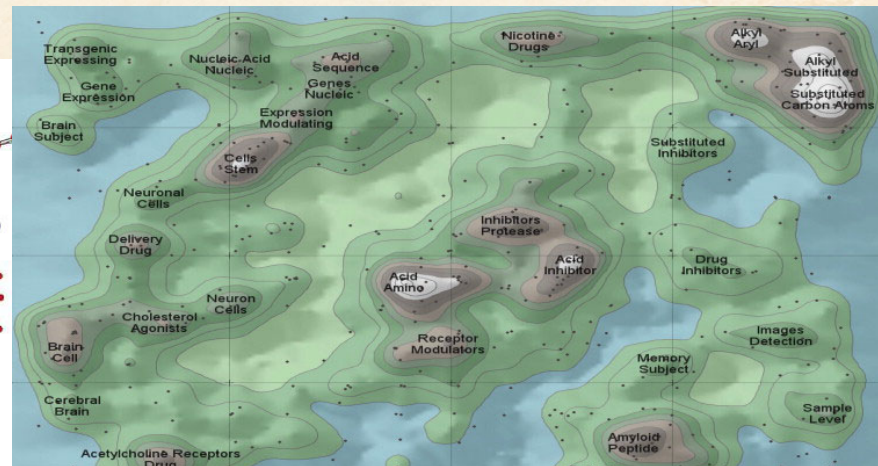 Transgenic
Expressing
Gene
Expression
Brain
Subject
Nucleic Acid
Nucleic
Acid
Sequence
Genes
Nucleic
Expression
Modulating
Nicotine
Drugs
Alkyl
Aryl
Alkyl
Substituted
Substituted
Carbon Atoms
Cells
Stem
Substituted
Inhibitors
Neuronal
Cells
Delivery
Drug
Inhibitors
Protease
Acid
Inhibitor
Drug
Inhibitors
Acid
Amino
Neuron
Cells
Cholesterol
Agonists
Brain
Cell
Receptor
Modulators
Images
Detection
Memory
Subject
Cerebral
Brain
Sample
Level
Amyloid
Peptide
Acetylcholine Receptors
Drug